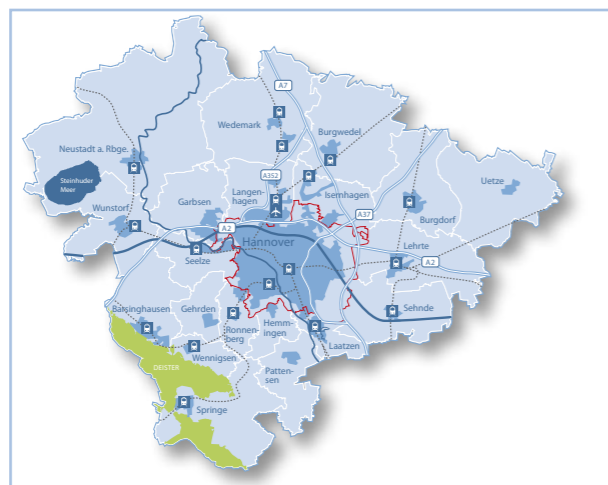 A7
Wedemark
Burgwedel
Neustadt a. Rbge.
A352
Steinhuder
Meer
Langen-
hagen
Isernhagen
Uetze
Garbsen
Wunstorf
A37
Burgdorf
A2
Hannover
Lehrte
Seelze
A2
Barsinghausen
Gehrden
Sehnde
Ronnen-
berg
Hemm-
ingen
Laatzen
Wennigsen
DEISTER
Patten-
sen
Springe